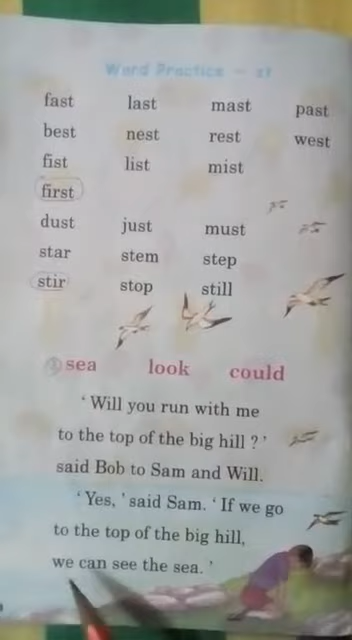 Word Practice - st
fast last mast past
best nest rest west
fist list mist
first
dust just must
star stem step
stir stop still
sea look could
‘ Will you run with me
to the top of the big hill ? ’
said Bob to Sam and Will.
‘ Yes, ’ said Sam. ‘ If we go
to the top of the big hill,
we can see the sea. ’